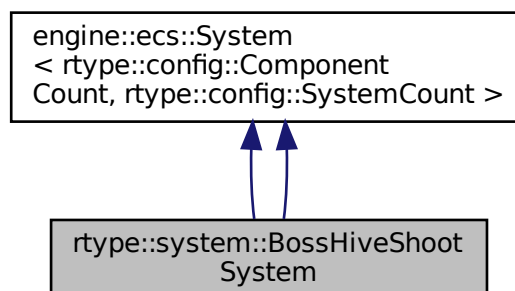 engine::ecs::System
< rtype::config::Component
Count, rtype::config::SystemCount >
rtype::system::BossHiveShoot
System